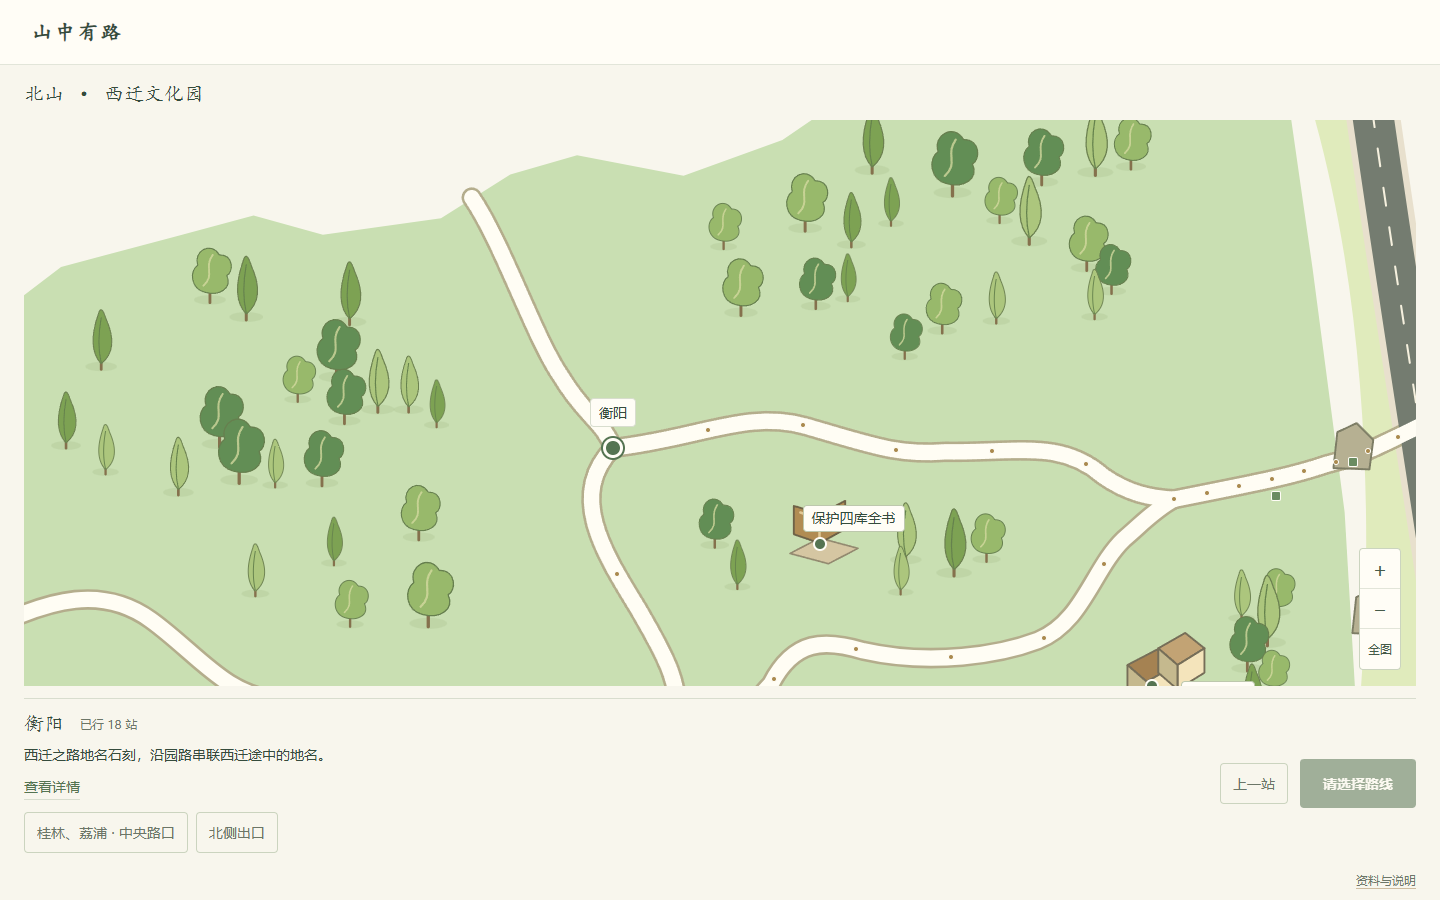 山中有路
北山 • 西迁文化园
衡阳
保护四库全书
+
−
全图
衡阳 已行 18 站
西迁之路地名石刻，沿园路串联西迁途中的地名。
查看详情
上一站
请选择路线
桂林、荔浦 · 中央路口
北侧出口
资料与说明